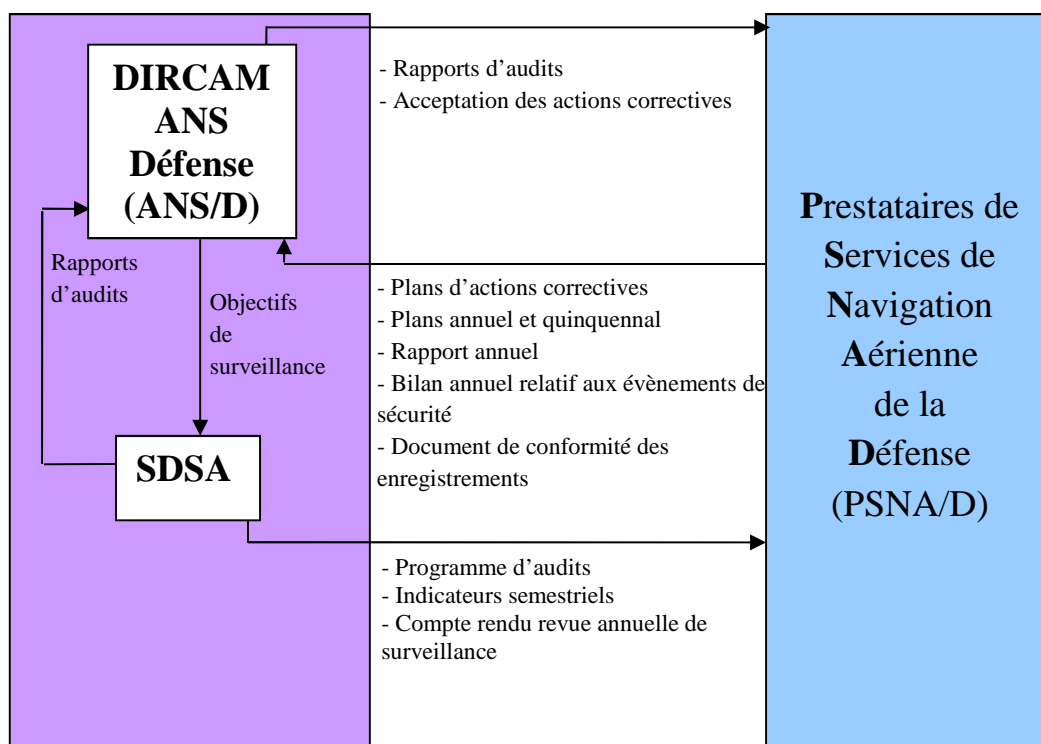 DIRCAM
ANS
Défense
(ANS/D)
Rapports
d’audits
Objectifs
de
surveillance
SDSA
- Rapports d’audits
- Acceptation des actions correctives
- Plans d’actions correctives
- Plans annuel et quinquennal
- Rapport annuel
- Bilan annuel relatif aux évènements de
sécurité
- Document de conformité des
enregistrements
- Programme d’audits
- Indicateurs semestriels
- Compte rendu revue annuelle de
surveillance
Prestataires de
Services de
Navigation
Aérienne
de la
Défense
(PSNA/D)